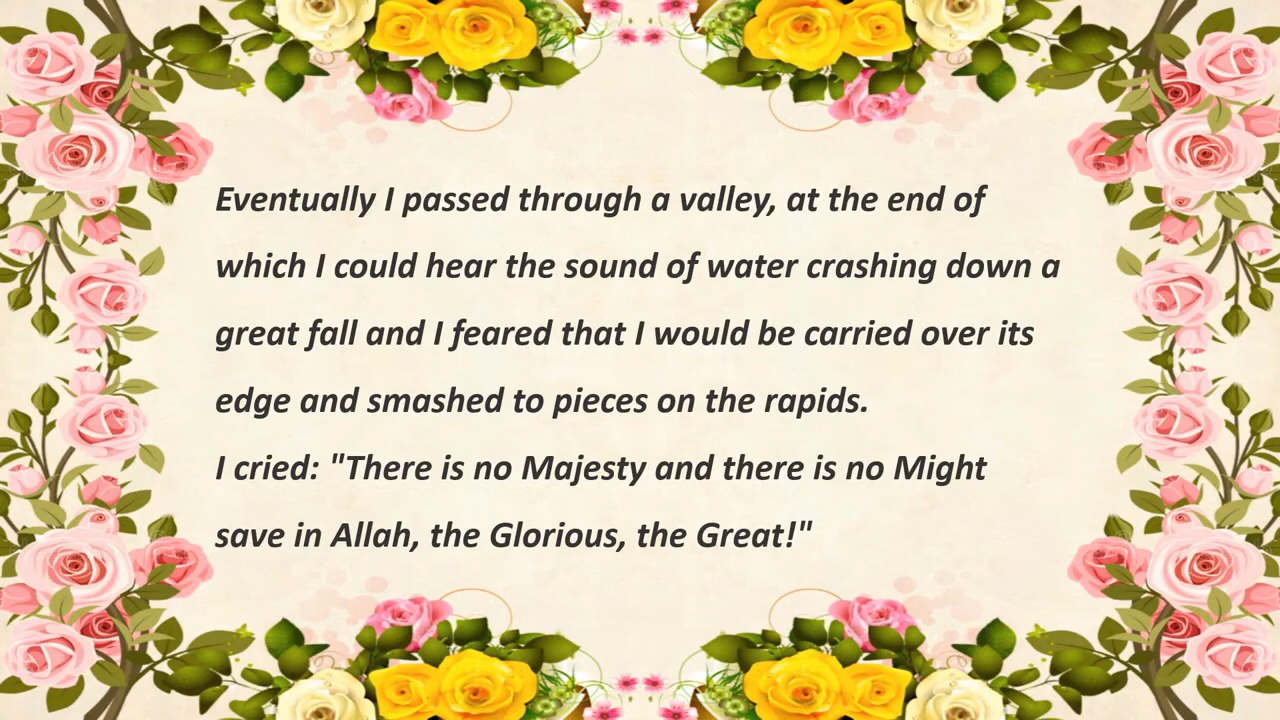 Eventually I passed through a valley, at the end of
which I could hear the sound of water crashing down a
great fall and I feared that I would be carried over its
edge and smashed to pieces on the rapids.
I cried: "There is no Majesty and there is no Might
save in Allah, the Glorious, the Great!"